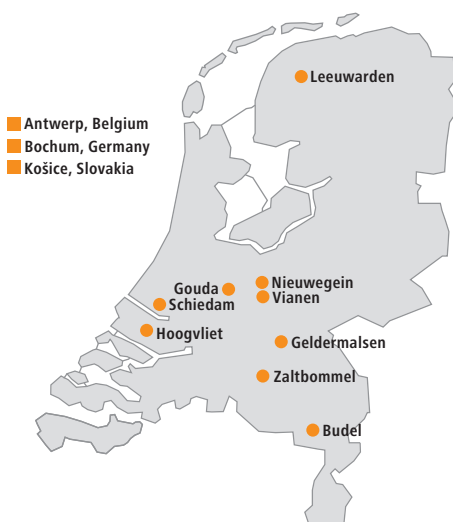 Leeuwarden
Antwerp, Belgium
Bochum, Germany
Košice, Slovakia
Nieuwegein
Gouda
Vianen
Schiedam
Hoogvliet
Geldermalsen
Zaltbommel
Budel